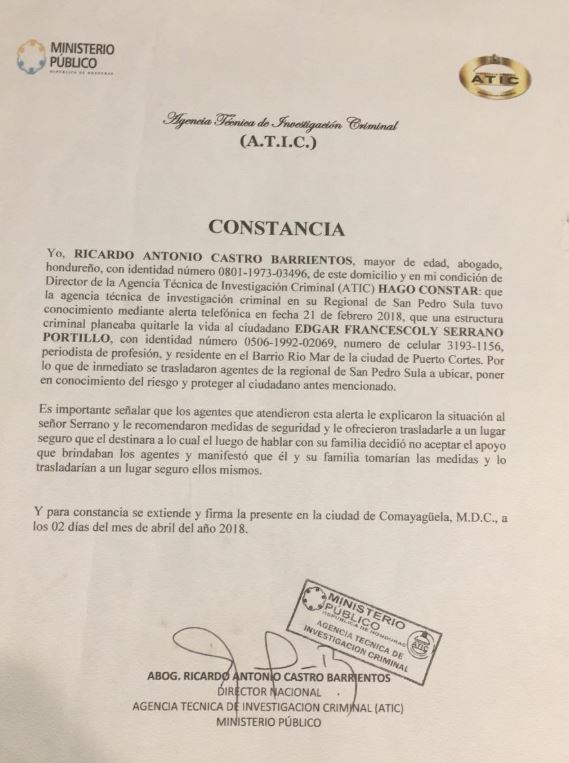 MINISTERIO
PÚBLICO
REPUBLICA DE HONDURAS
ATIC
Agencia Técnica de Investigación Criminal
(A.T.I.C.)
CONSTANCIA
Yo, RICARDO ANTONIO CASTRO BARRIENTOS, mayor de edad, abogado,
hondureño, con identidad número 0801-1973-03496, de este domicilio y en mi condición de
Director de la Agencia Técnica de Investigación Criminal (ATIC) HAGO CONSTAR: que
la agencia técnica de investigación criminal en su Regional de San Pedro Sula tuvo
conocimiento mediante alerta telefónica en fecha 21 de febrero 2018, que una estructura
criminal planeaba quitarle la vida al ciudadano EDGAR FRANCESCOLY SERRANO
PORTILLO, con identidad número 0506-1992-02069, numero de celular 3193-1156,
periodista de profesión, y residente en el Barrio Rio Mar de la ciudad de Puerto Cortes. Por
lo que de inmediato se trasladaron agentes de la regional de San Pedro Sula a ubicar, poner
en conocimiento del riesgo y proteger al ciudadano antes mencionado.
Es importante señalar que los agentes que atendieron esta alerta le explicaron la situación al
señor Serrano y le recomendaron medidas de seguridad y le ofrecieron trasladarle a un lugar
seguro que el destinara a lo cual el luego de hablar con su familia decidió no aceptar el apoyo
que brindaban los agentes y manifestó que él y su familia tomarían las medidas y lo
trasladarían a un lugar seguro ellos mismos.
Y para constancia se extiende y firma la presente en la ciudad de Comayagüela, M.D.C., a
los 02 días del mes de abril del año 2018.
MINISTERIO
PÚBLICO
REPUBLICA DE HONDURAS
AGENCIA TECNICA DE
INVESTIGACIÓN CRIMINAL
ATIC
ABOG. RICARDO ANTONIO CASTRO BARRIENTOS
DIRECTOR NACIONAL
AGENCIA TECNICA DE INVESTIGACION CRIMINAL (ATIC)
MINISTERIO PÚBLICO